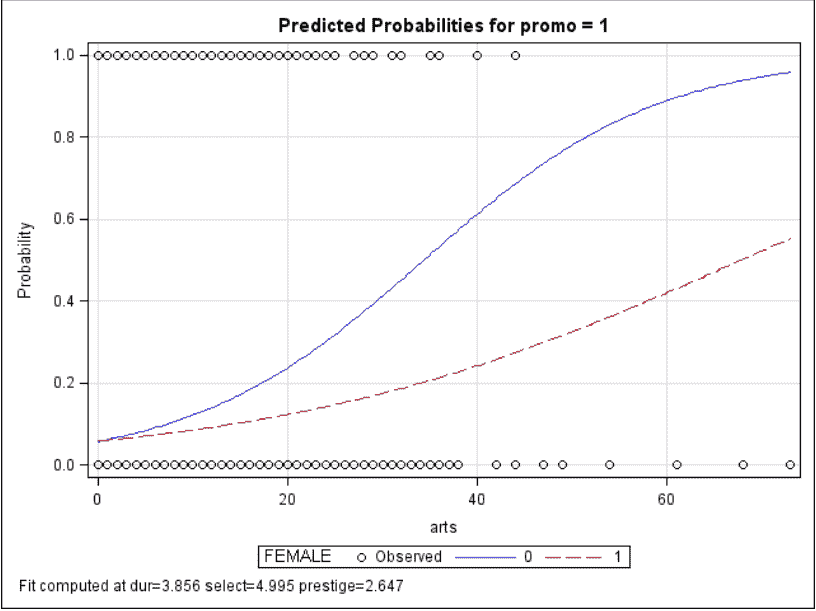 Predicted Probabilities for promo = 1
1.0
0.8
0.6
0.4
0.2
0.0
Probability
0 20 40 60
arts
FEMALE Observed 0 1
Fit computed at dur=3.856 select=4.995 prestige=2.647